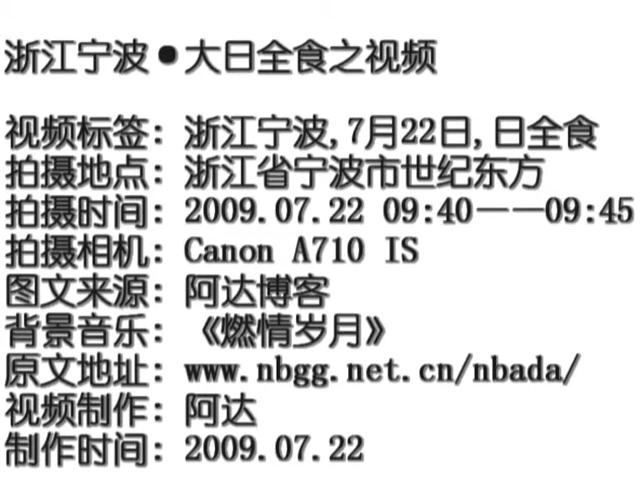 浙江宁波●大日全食之视频
视频标签：浙江宁波,7月22日,日全食
拍摄地点：浙江省宁波市世纪东方
拍摄时间：2009.07.22 09:40——09:45
拍摄相机：Canon A710 IS
图文来源：阿达博客
背景音乐：《燃情岁月》
原文地址：www.nbgg.net.cn/nbada/
视频制作：阿达
制作时间：2009.07.22